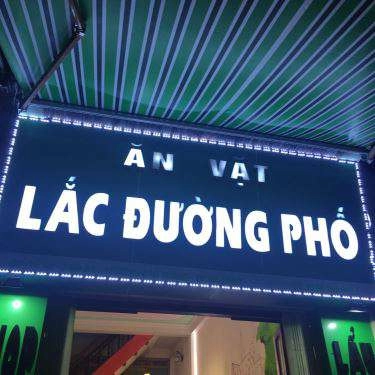 ĂN VẶT
LẮC ĐƯỜNG PHỐ